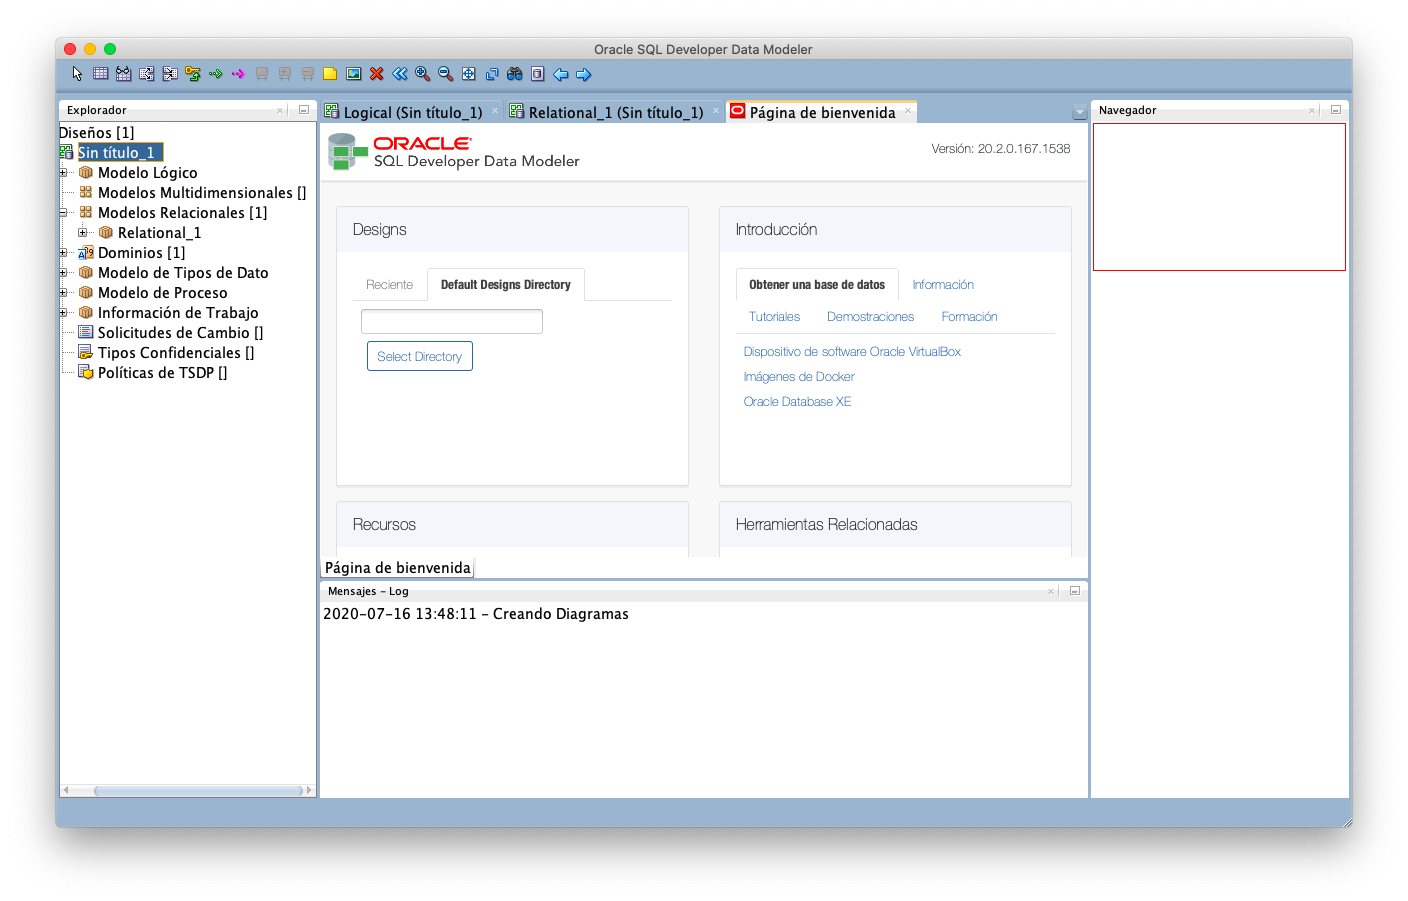 Oracle SQL Developer Data Modeler
Explorador
Diseños [1]
Sin título_1
Modelo Lógico
Modelos Multidimensionales []
Modelos Relacionales [1]
Relational_1
Dominios [1]
Modelo de Tipos de Dato
Modelo de Proceso
Información de Trabajo
Solicitudes de Cambio []
Tipos Confidenciales []
Políticas de TSDP []
Logical (Sin título_1)
Relational_1 (Sin título_1)
Página de bienvenida
ORACLE
SQL Developer Data Modeler
Versión: 20.2.0.167.1538
Designs
Reciente
Default Designs Directory
Select Directory
Introducción
Obtener una base de datos
Información
Tutoriales
Demostraciones
Formación
Dispositivo de software Oracle VirtualBox
Imágenes de Docker
Oracle Database XE
Recursos
Herramientas Relacionadas
Página de bienvenida
Mensajes - Log
2020-07-16 13:48:11 - Creando Diagramas
Navegador